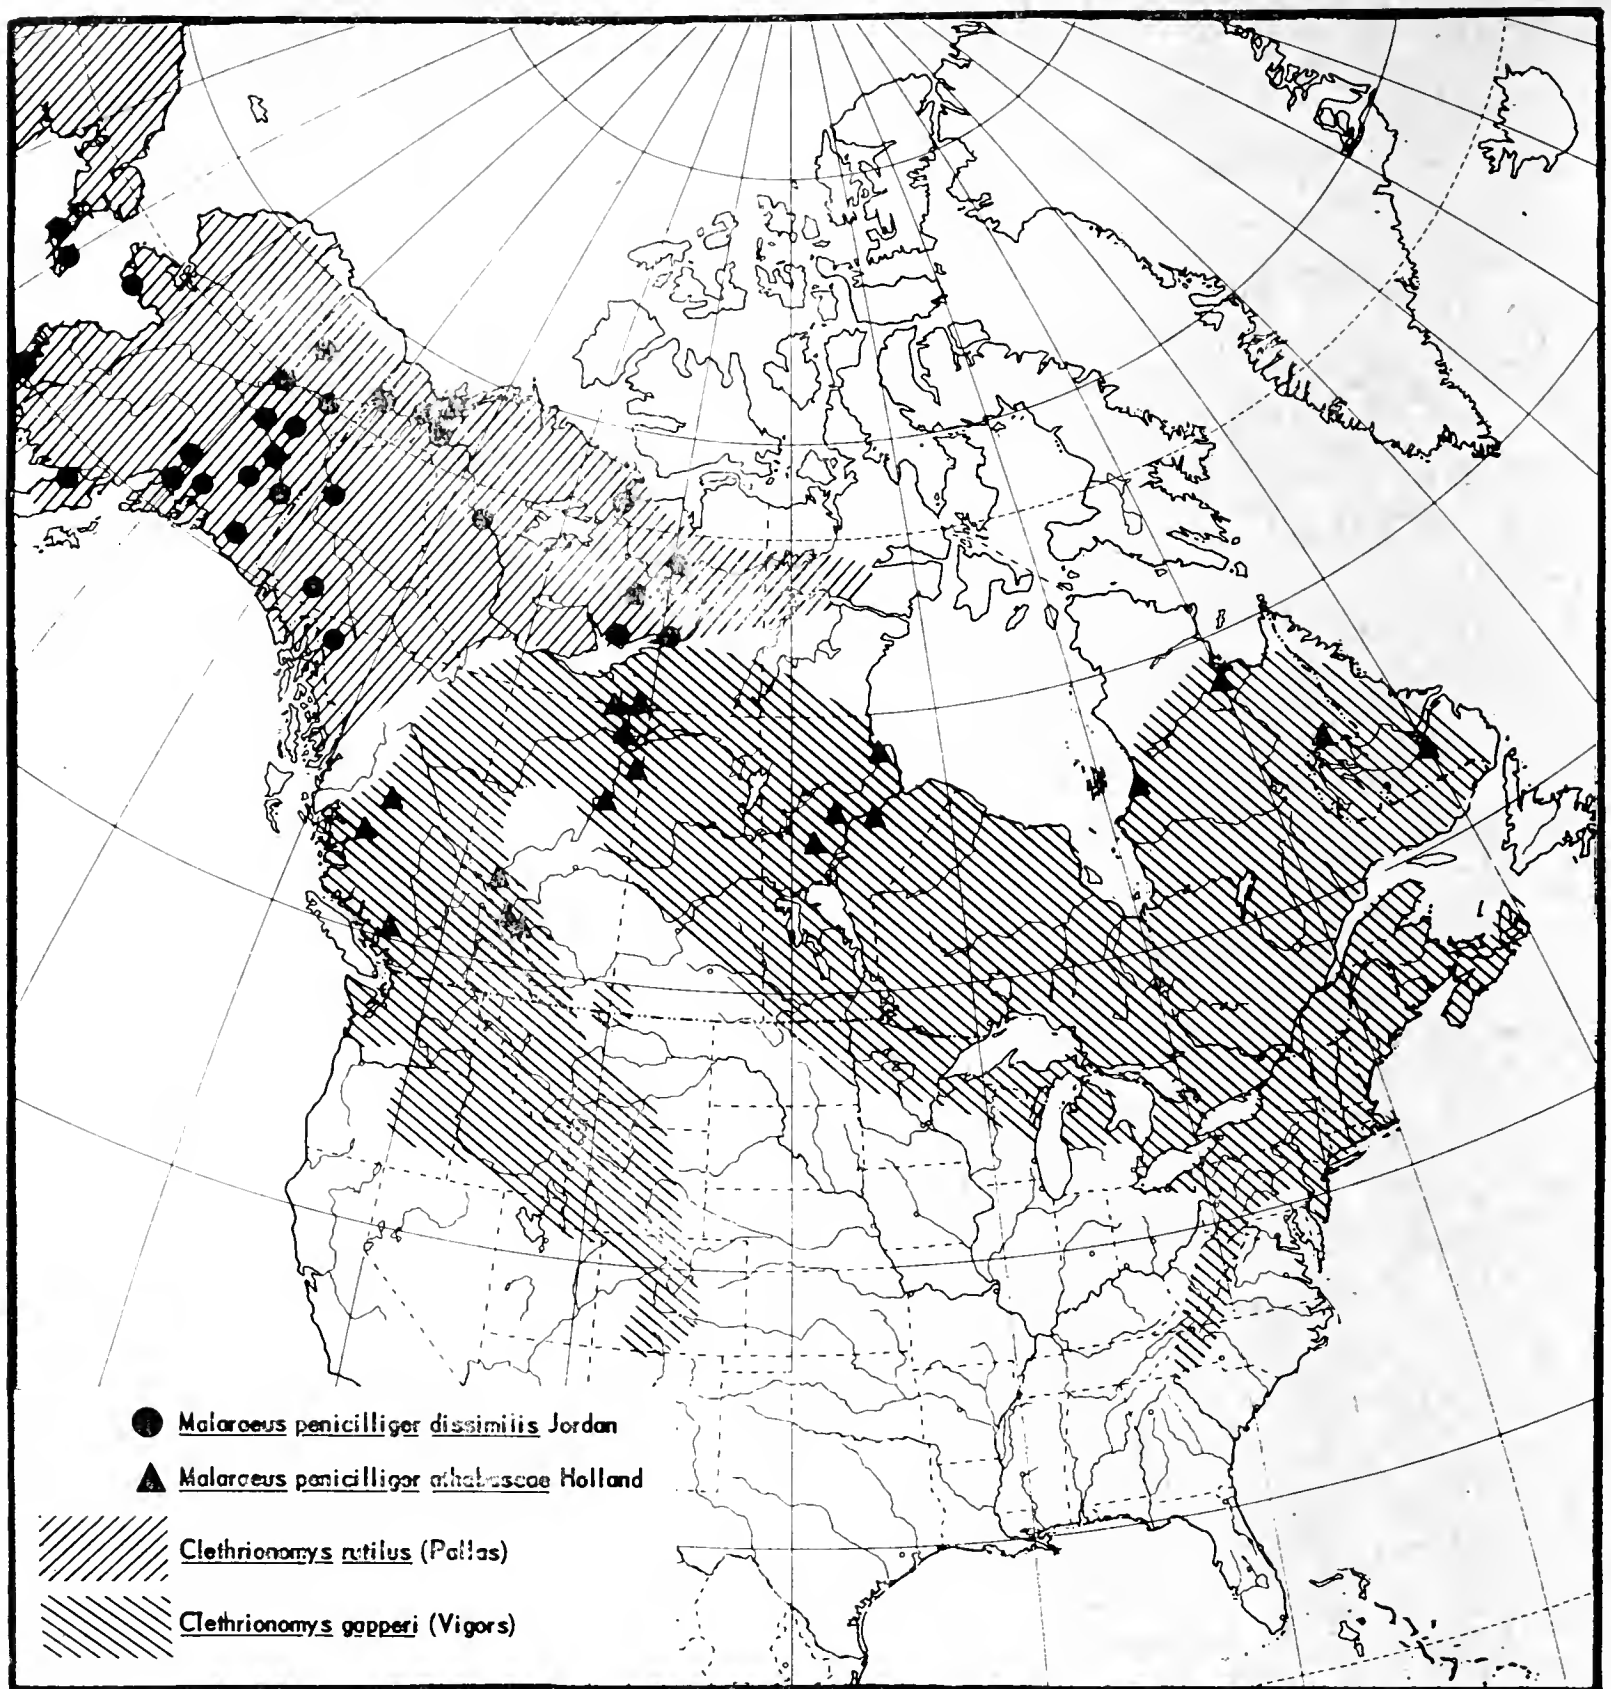 Malaraeus penicilliger dissimilis Jordan
Malaraeus penicilliger athabascae Holland
Clethrionomys rutilus (Pallas)
Clethrionomys gapperi (Vigors)